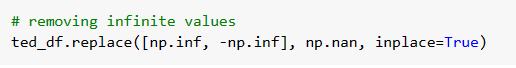 # removing infinite values
ted_df.replace([np.inf, -np.inf], np.nan, inplace=True)